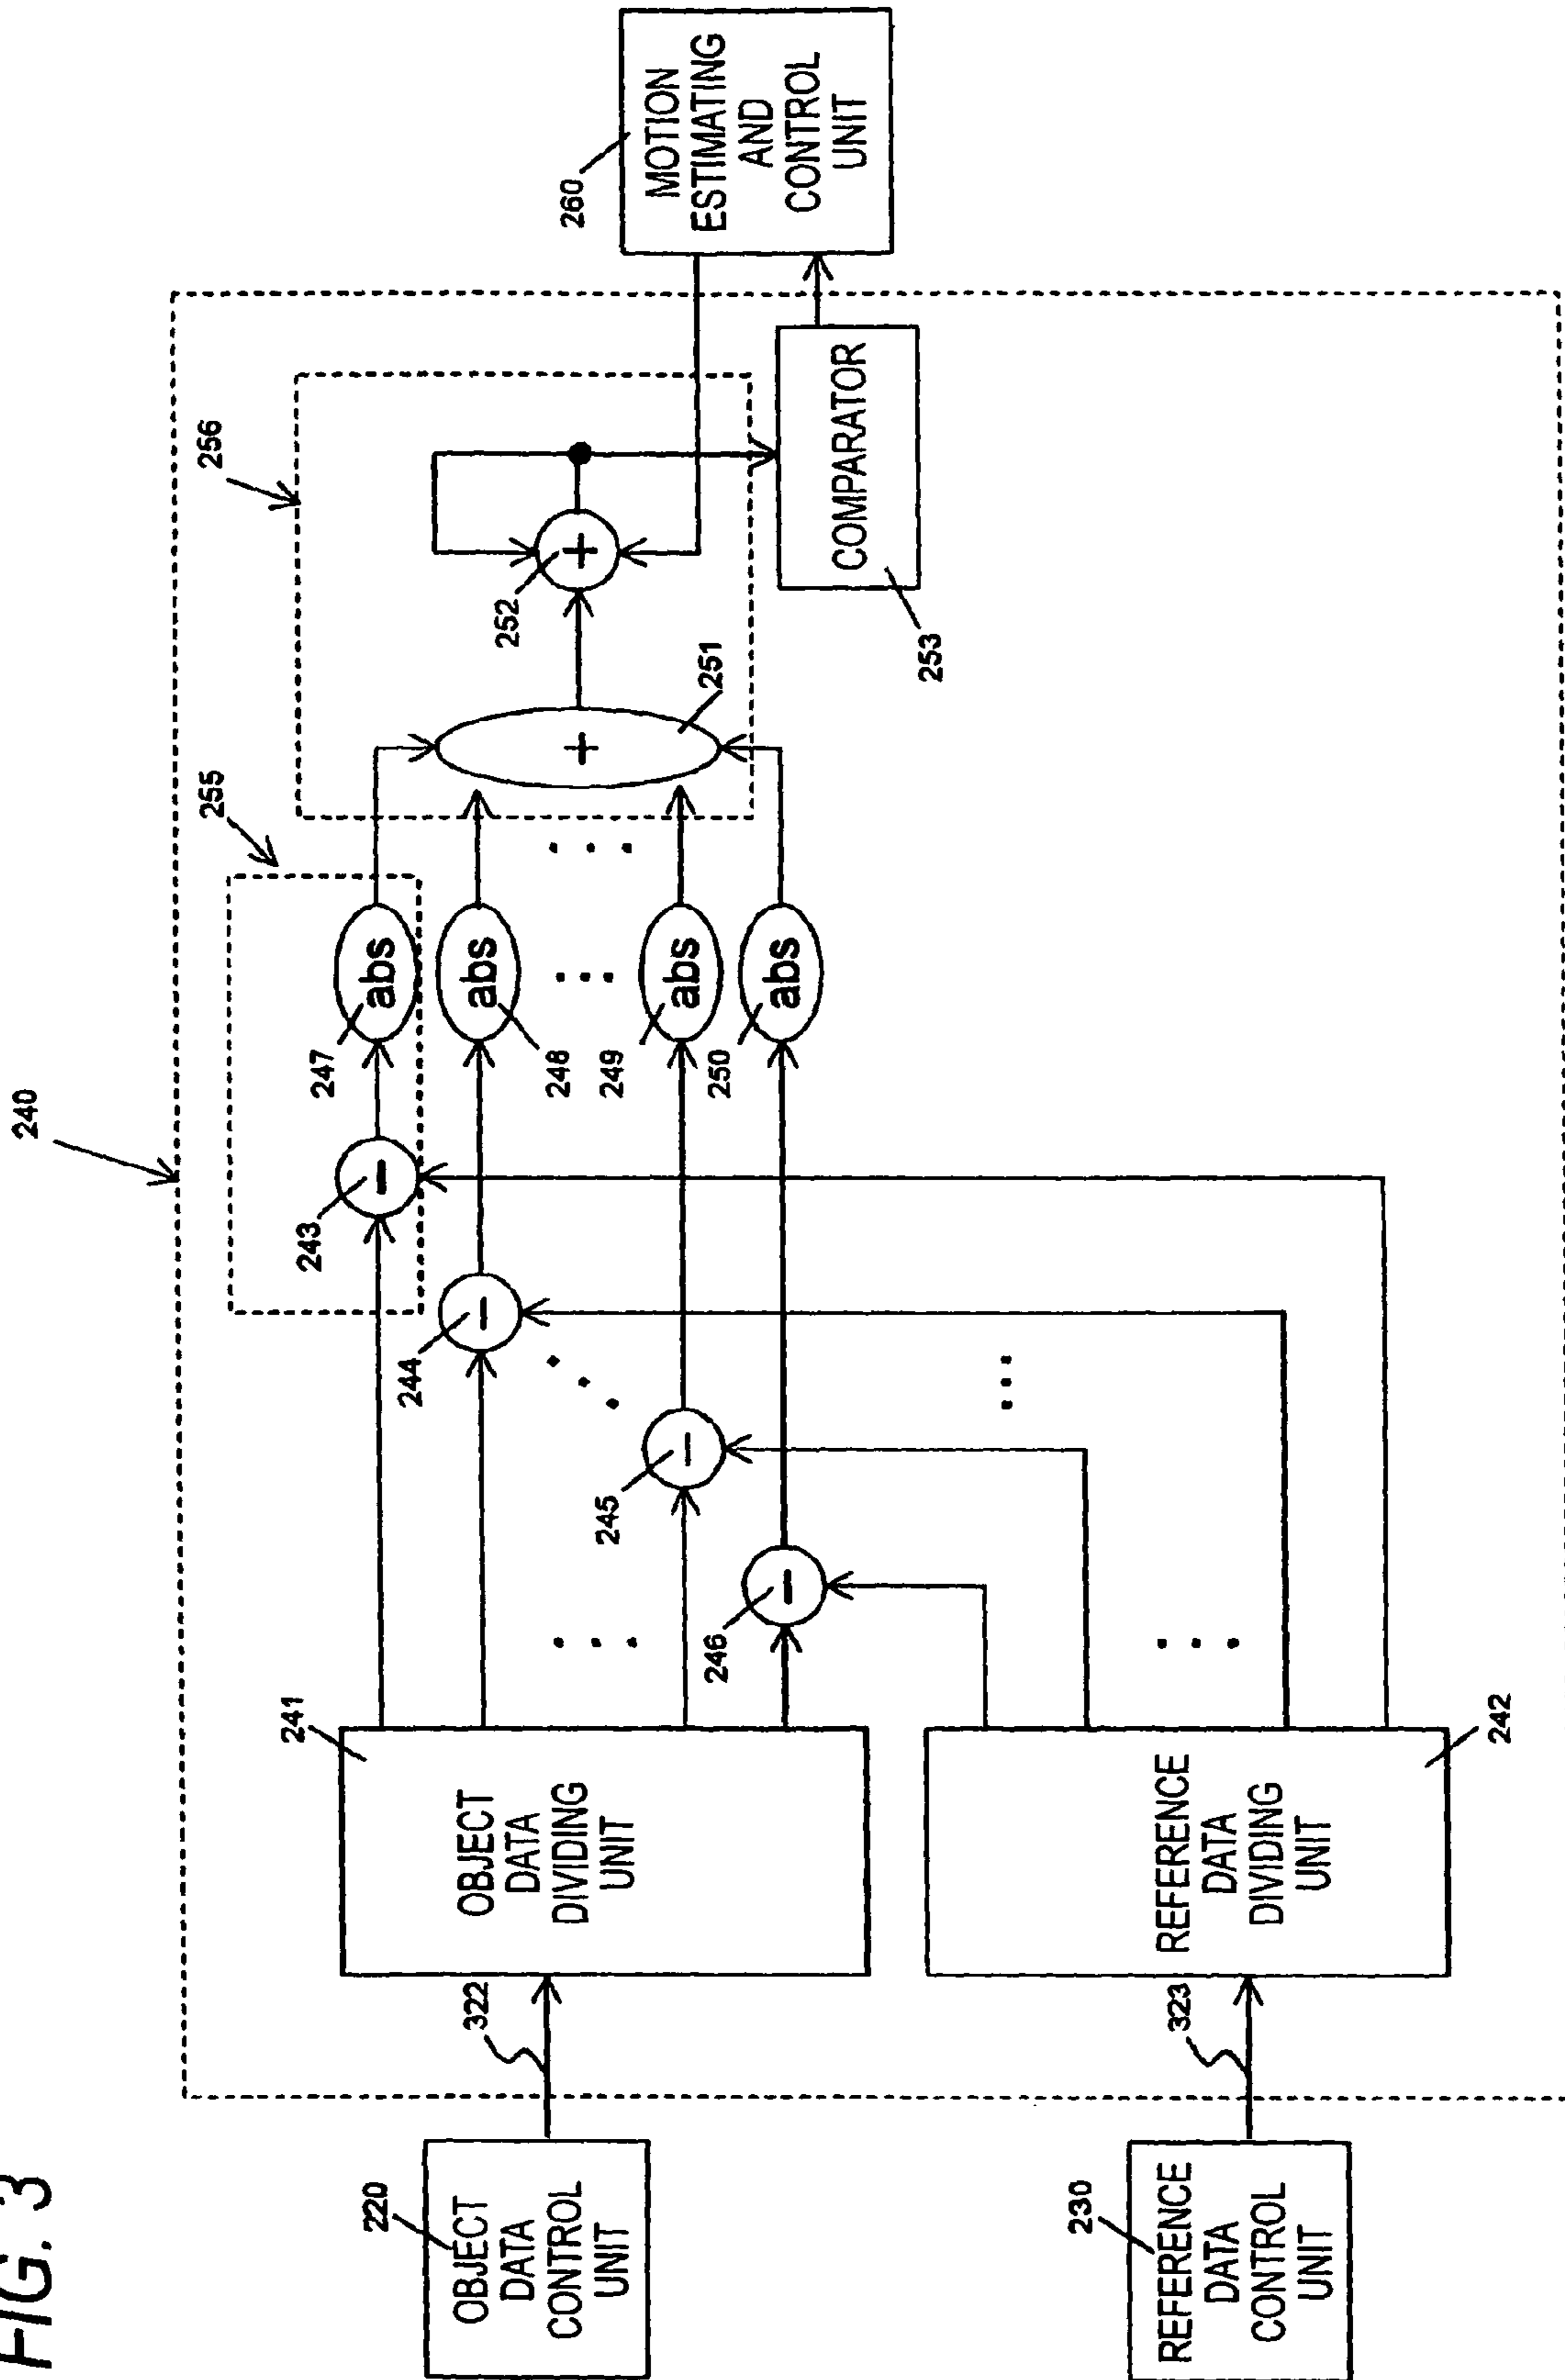 FIG. 3
240
220
OBJECT
DATA
CONTROL
UNIT
322
241
OBJECT
DATA
DIVIDING
UNIT
230
REFERENCE
DATA
CONTROL
UNIT
323
REFERENCE
DATA
DIVIDING
UNIT
242
243
−
244
−
245
−
246
−
255
247
abs
248
abs
249
abs
250
abs
256
251
+
252
+
COMPARATOR
253
260
MOTION
ESTIMATING
AND
CONTROL
UNIT